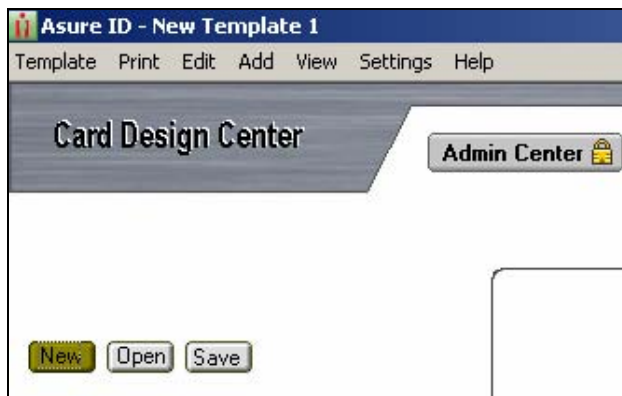 Asure ID - New Template 1
Template Print Edit Add View Settings Help
Card Design Center
Admin Center
New Open Save